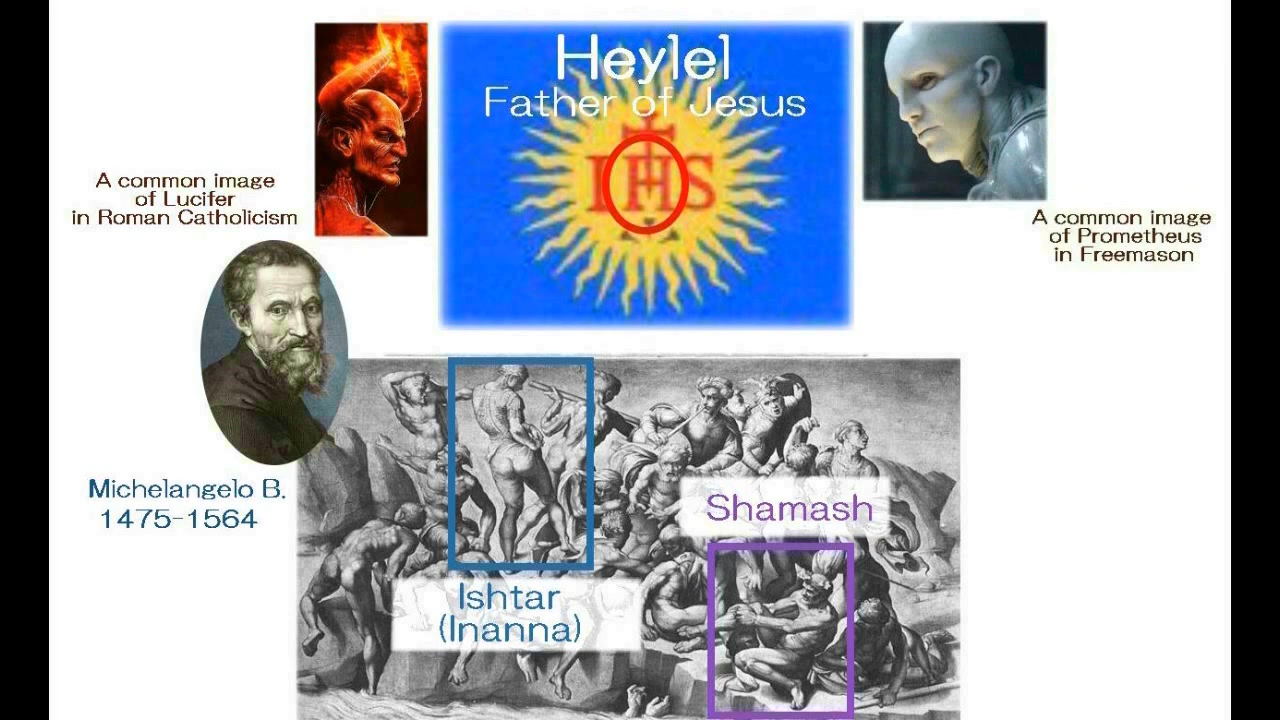 Heylel
Father of Jesus
IHS
A common image
of Lucifer
in Roman Catholicism
A common image
of Prometheus
in Freemason
Michelangelo B.
1475-1564
Shamash
Ishtar
(Inanna)